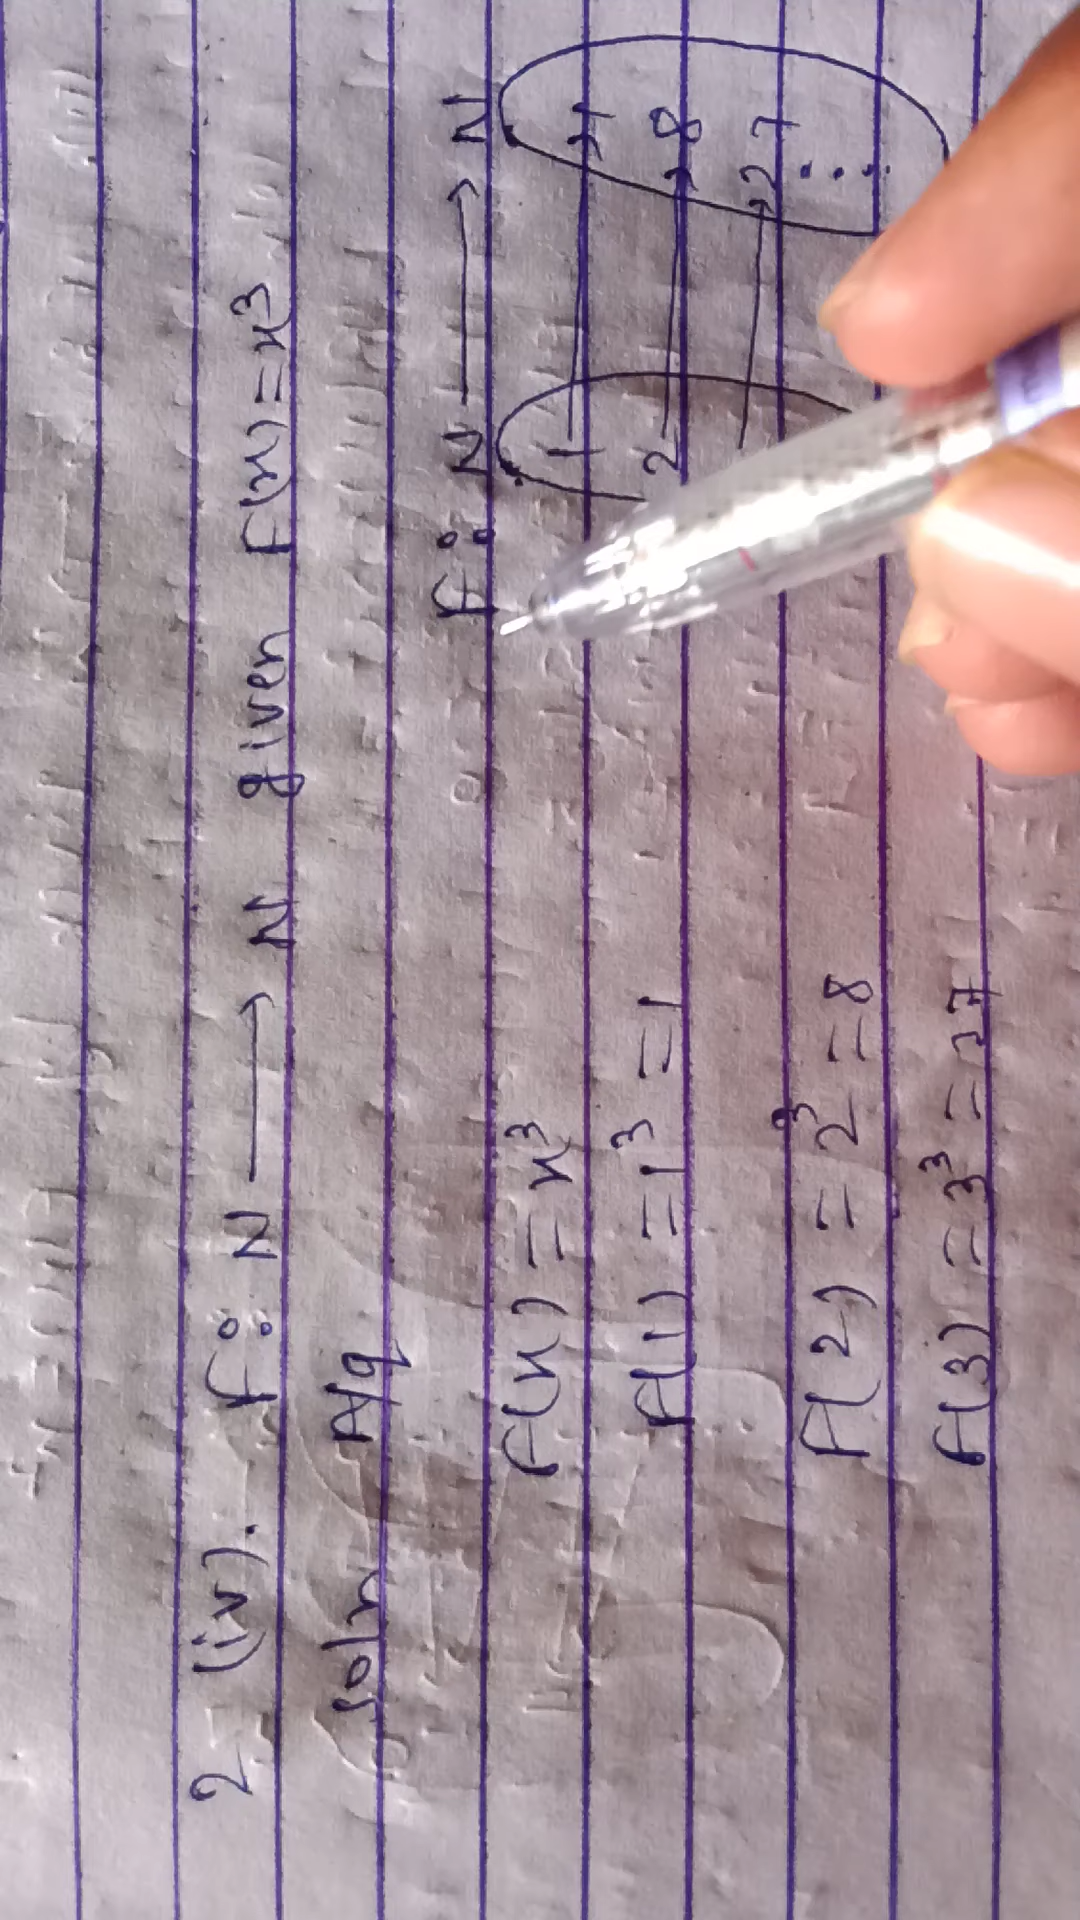 2 (iv). f: N → N given f(x)=x³
soln A/q
f: N → N
f(x) = x³
1 → 1
f(1) = 1³ = 1
2 → 8
→ 27
f(2) = 2³ = 8
f(3) = 3³ = 27